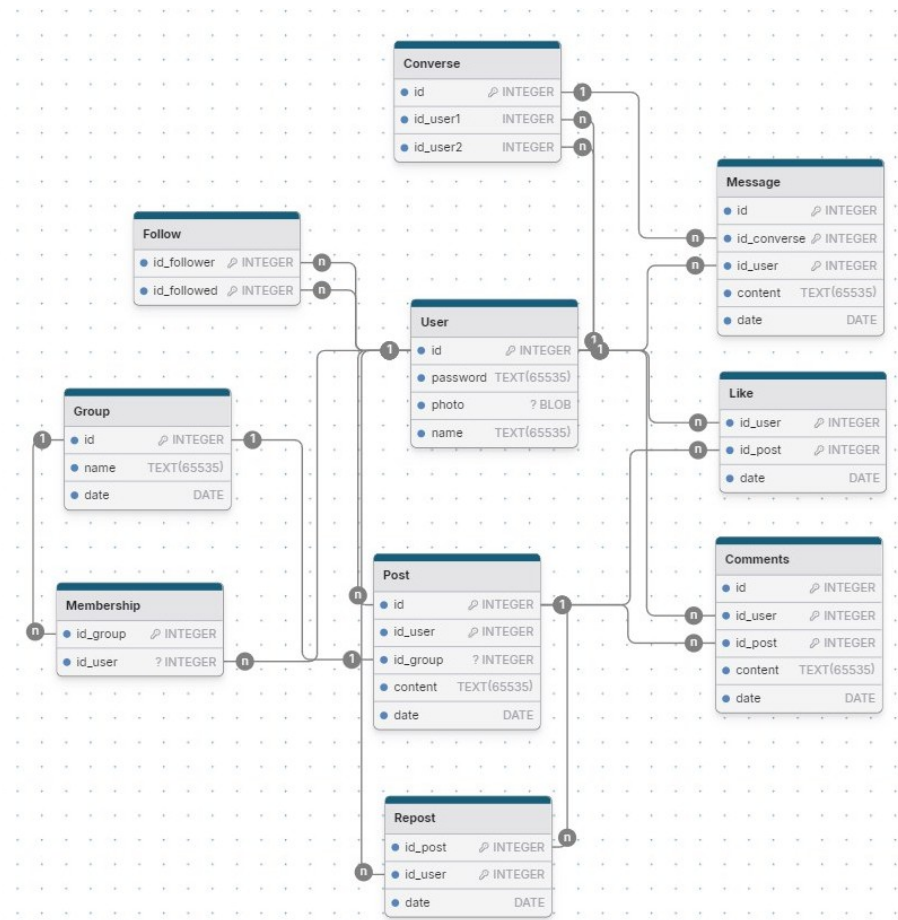 Converse
id INTEGER 1
id_user1 INTEGER n
id_user2 INTEGER n
Message
id INTEGER
n id_converse INTEGER
n id_user INTEGER
content TEXT(65535)
date DATE
Follow
id_follower INTEGER n
id_followed INTEGER n
User
1 id INTEGER 1 1
password TEXT(65535)
photo ? BLOB
name TEXT(65535)
Like
n id_user INTEGER
n id_post INTEGER
date DATE
Group
1 id INTEGER 1
name TEXT(65535)
date DATE
Comments
id INTEGER
n id_user INTEGER
n id_post INTEGER
content TEXT(65535)
date DATE
Post
n id INTEGER 1
id_user INTEGER
1 id_group ? INTEGER
content TEXT(65535)
date DATE
Membership
n id_group INTEGER
id_user ? INTEGER n
Repost
id_post INTEGER n
n id_user INTEGER
date DATE